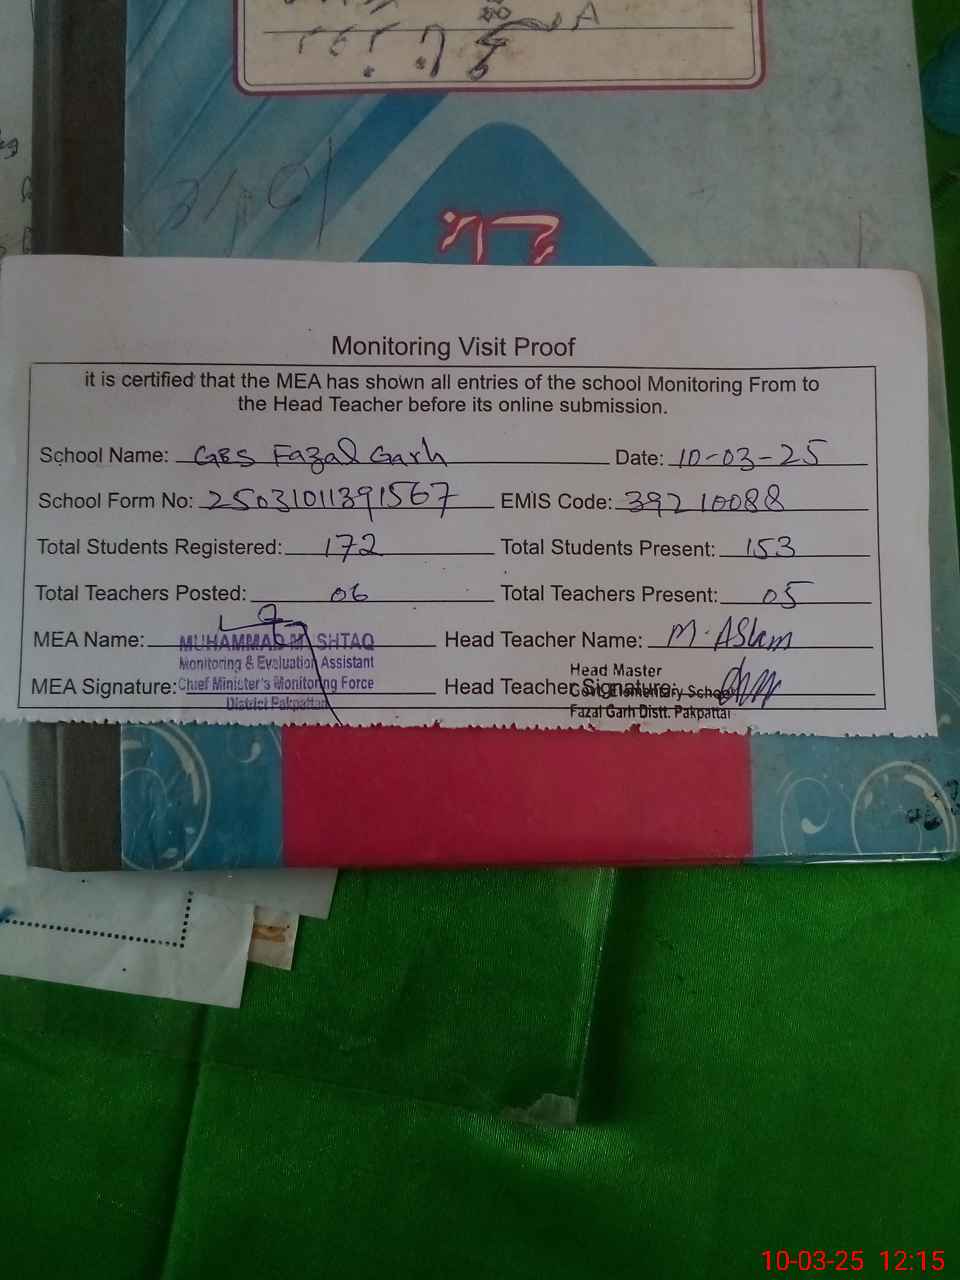 A
Monitoring Visit Proof
it is certified that the MEA has shown all entries of the school Monitoring From to
the Head Teacher before its online submission.
School Name: GES Fazal Garh Date: 10-03-25
School Form No: 25031011391567 EMIS Code: 39210088
Total Students Registered: 172 Total Students Present: 153
Total Teachers Posted: 06 Total Teachers Present: 05
MEA Name: MUHAMMAD MUSHTAQ Head Teacher Name: M. ASlam
Monitoring & Evaluation Assistant
Head Master
MEA Signature: Chief Minister's Monitoring Force Head Teacher Signature:
Govt. Elementary School
District Pakpattan
Fazal Garh Distt. Pakpattan
10-03-25 12:15